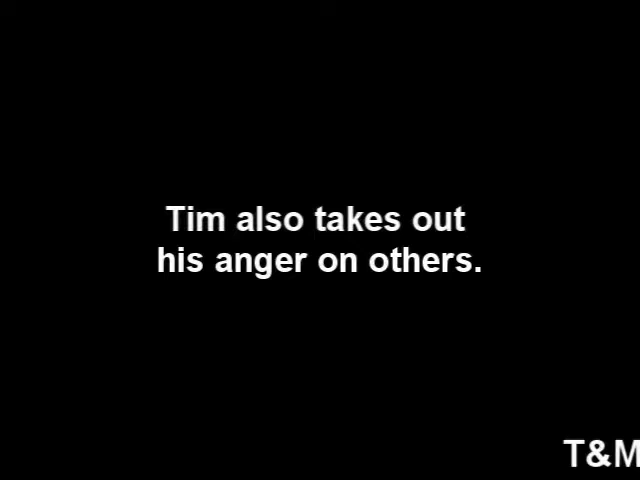 Tim also takes out
his anger on others.
T&M